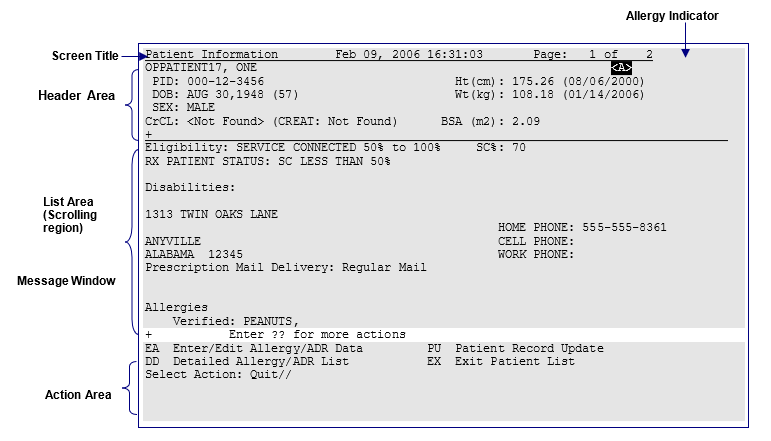 Allergy Indicator
Screen Title
Patient Information Feb 09, 2006 16:31:03 Page: 1 of 2
OPPATIENT17, ONE <A>
PID: 000-12-3456 Ht(cm): 175.26 (08/06/2000)
Header Area
DOB: AUG 30,1948 (57) Wt(kg): 108.18 (01/14/2006)
SEX: MALE
CrCL: <Not Found> (CREAT: Not Found) BSA (m2): 2.09
+
Eligibility: SERVICE CONNECTED 50% to 100% SC%: 70
RX PATIENT STATUS: SC LESS THAN 50%
Disabilities:
List Area
(Scrolling
region)
1313 TWIN OAKS LANE
HOME PHONE: 555-555-8361
ANYVILLE CELL PHONE:
ALABAMA 12345 WORK PHONE:
Prescription Mail Delivery: Regular Mail
Message Window
Allergies
Verified: PEANUTS,
+ Enter ?? for more actions
EA Enter/Edit Allergy/ADR Data PU Patient Record Update
DD Detailed Allergy/ADR List EX Exit Patient List
Select Action: Quit//
Action Area